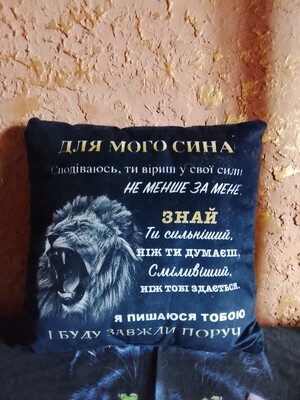 ДЛЯ МОГО СИНА
Сподіваюсь, ти віриш у свої сили
НЕ МЕНШЕ ЗА МЕНЕ.
ЗНАЙ
Ти сильніший,
ніж ти думаєш,
Сміливіший,
ніж тобі здається.
Я ПИШАЮСЯ ТОБОЮ
І БУДУ ЗАВЖДИ ПОРУЧ